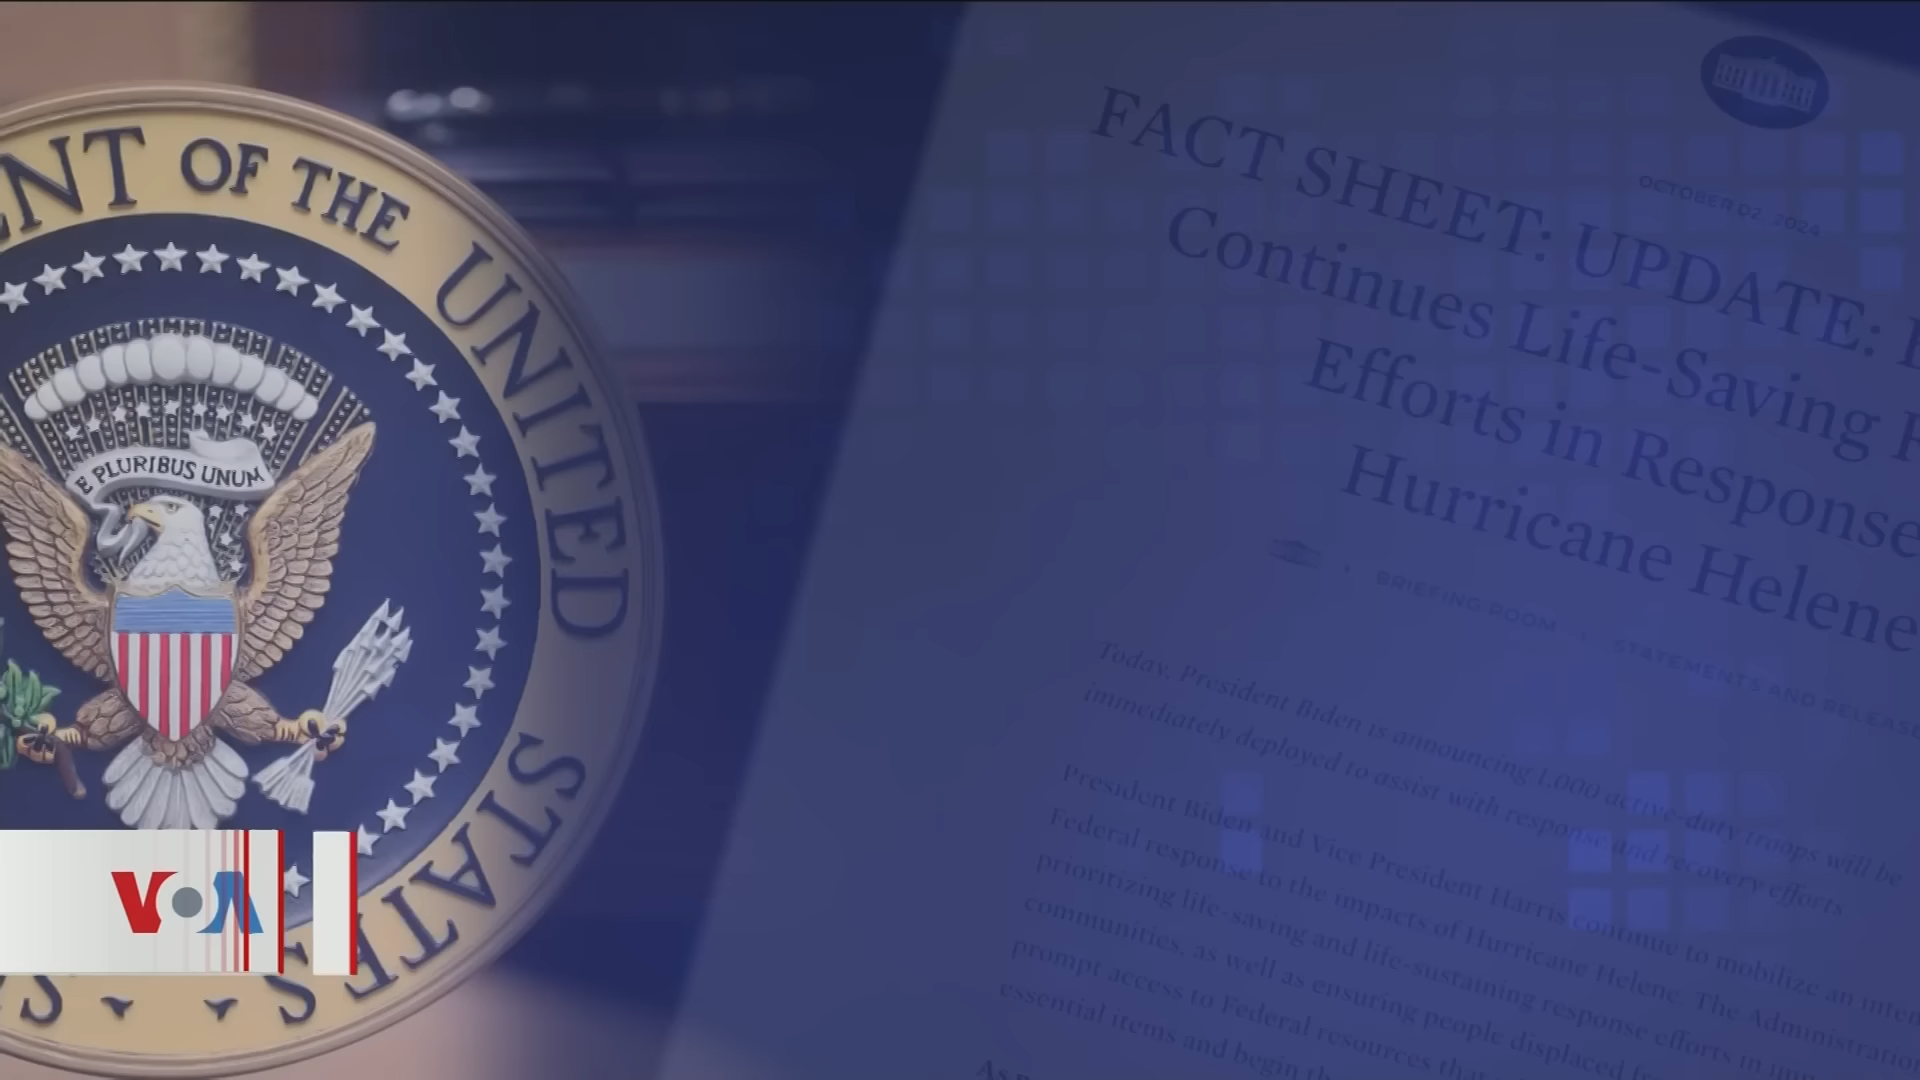 ENT OF THE UNITED STATES
E PLURIBUS UNUM
VOA
OCTOBER 02, 2024
FACT SHEET: UPDATE:
Continues Life-Saving
Efforts in Response
Hurricane Helene
BRIEFING ROOM
STATEMENTS AND RELEASE
Today, President Biden is announcing 1,000 active-duty troops will be
immediately deployed to assist with response and recovery efforts
President Biden and Vice President Harris continue to mobilize an
Federal response to the impacts of Hurricane Helene. The Administration
prioritizing life-saving and life-sustaining response efforts in
communities, as well as ensuring people displaced
prompt access to Federal resources
essential items and begin
As